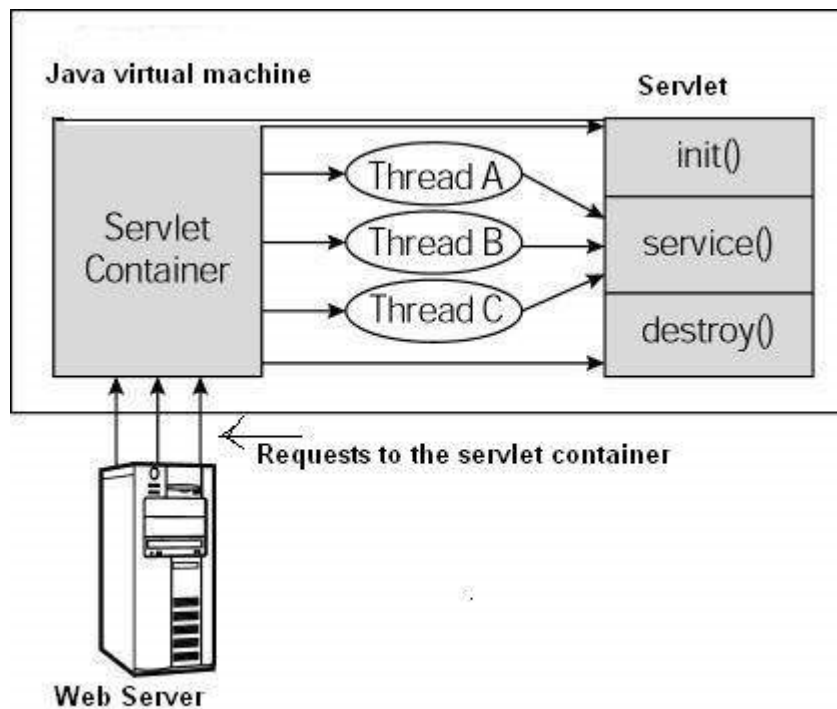 Java virtual machine
Servlet
init()
Thread A
Servlet
Container
Thread B
service()
Thread C
destroy()
Requests to the servlet container
Web Server